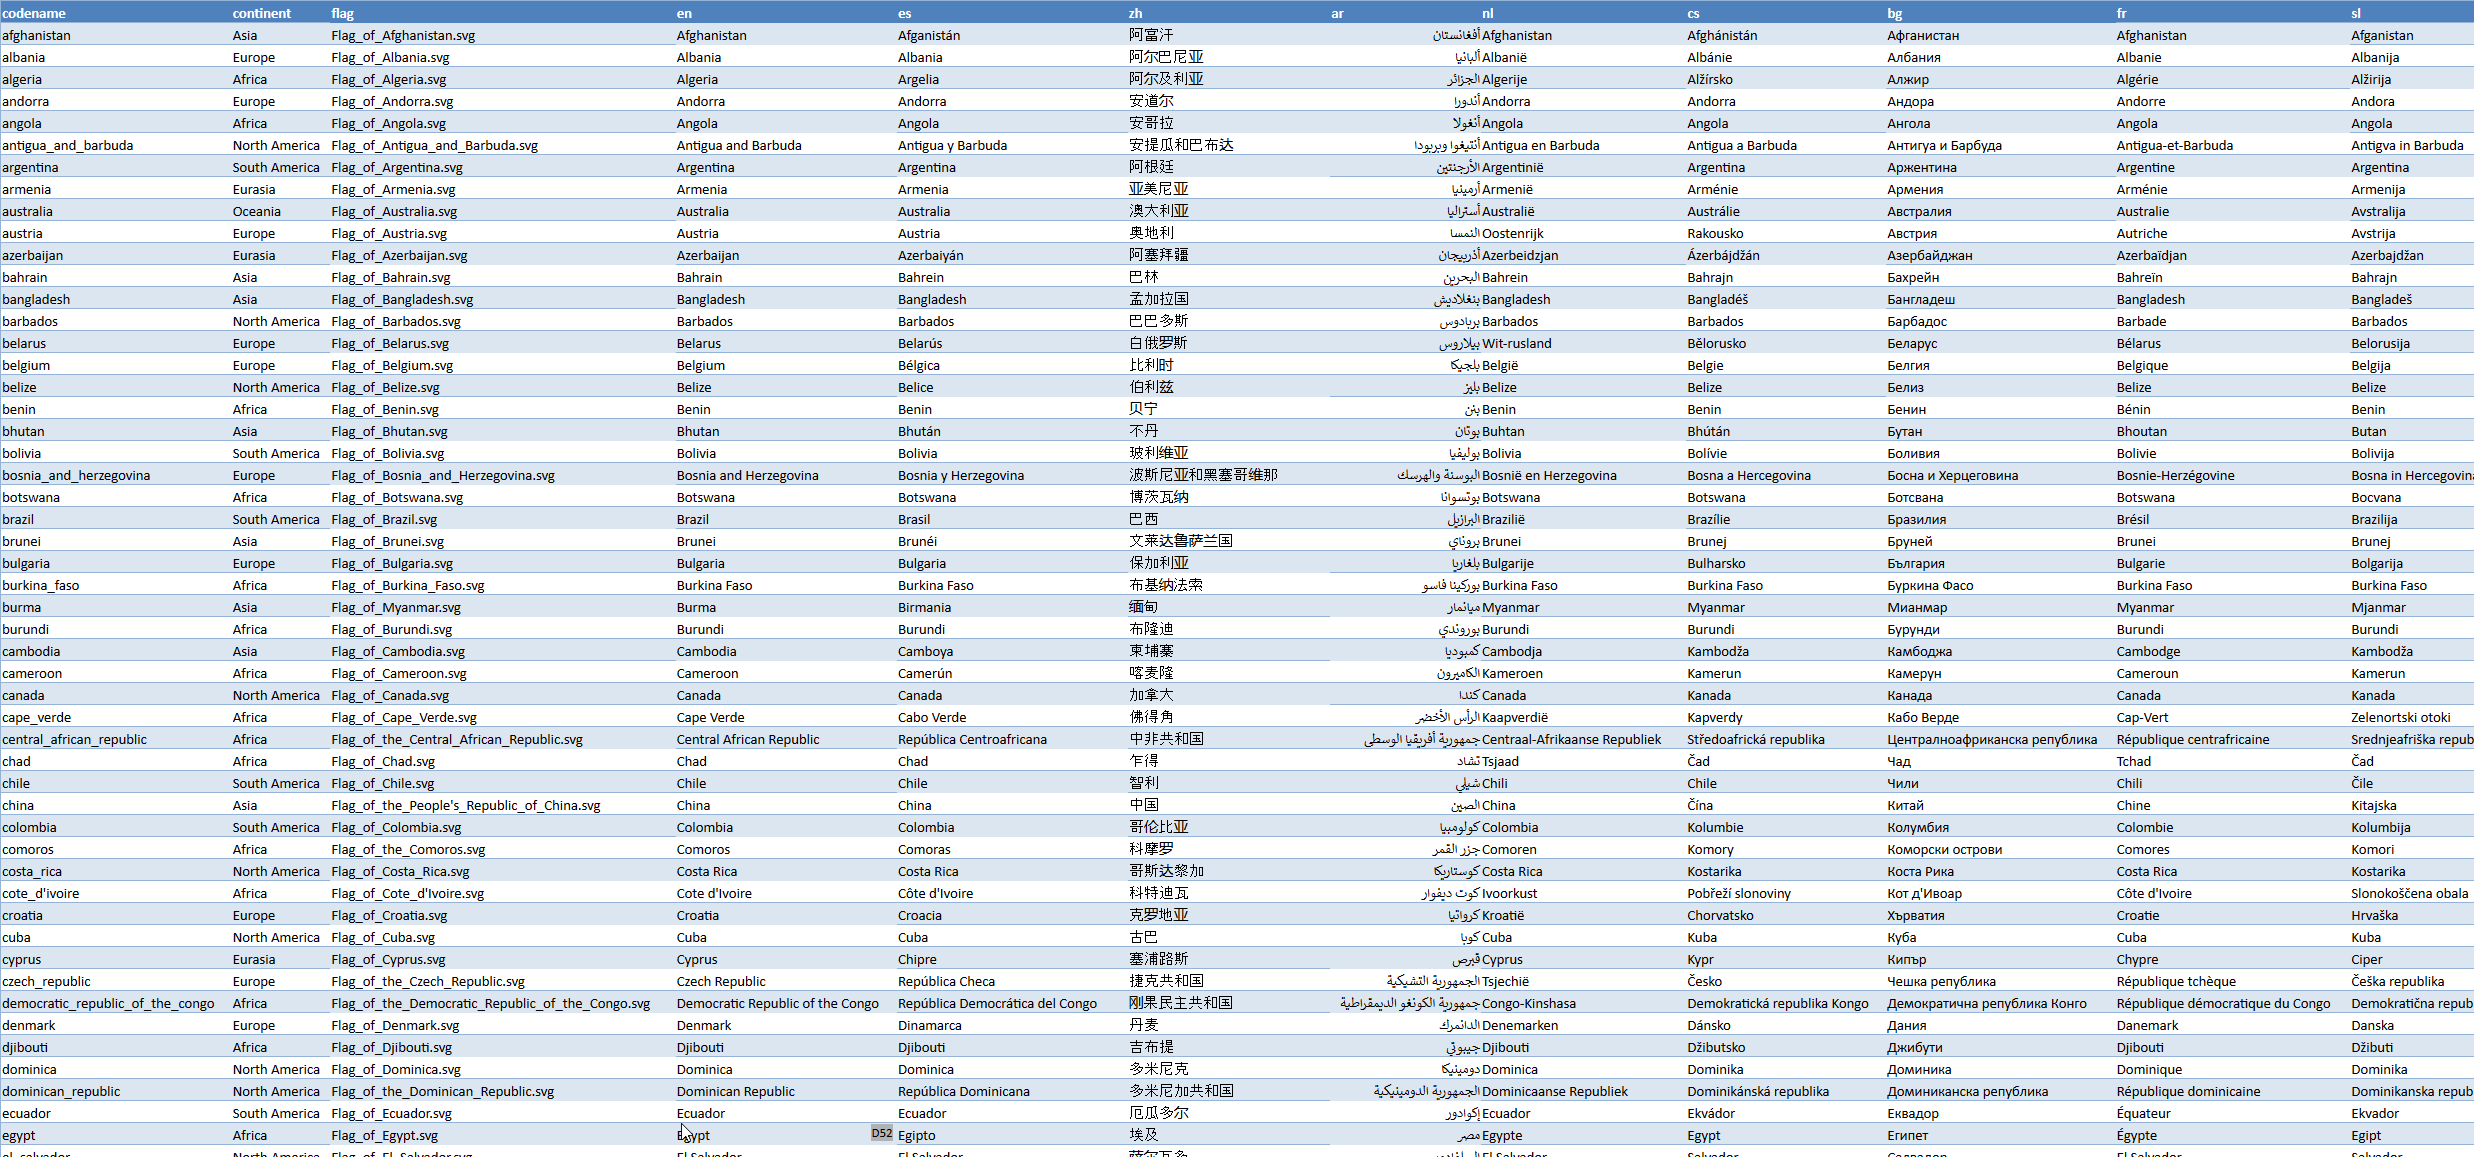 codename continent flag en es zh ar nl cs bg fr sl
afghanistan Asia Flag_of_Afghanistan.svg Afghanistan Afganistán 阿富汗 أفغانستان Afghanistan Afghánistán Афганистан Afghanistan Afganistan
albania Europe Flag_of_Albania.svg Albania Albania 阿尔巴尼亚 ألبانيا Albanië Albánie Албания Albanie Albanija
algeria Africa Flag_of_Algeria.svg Algeria Argelia 阿尔及利亚 الجزائر Algerije Alžírsko Алжир Algérie Alžirija
andorra Europe Flag_of_Andorra.svg Andorra Andorra 安道尔 أندورا Andorra Andorra Андора Andorre Andora
angola Africa Flag_of_Angola.svg Angola Angola 安哥拉 أنغولا Angola Angola Ангола Angola Angola
antigua_and_barbuda North America Flag_of_Antigua_and_Barbuda.svg Antigua and Barbuda Antigua y Barbuda 安提瓜和巴布达 أنتيغوا وبربودا Antigua en Barbuda Antigua a Barbuda Антигуа и Барбуда Antigua-et-Barbuda Antigva in Barbuda
argentina South America Flag_of_Argentina.svg Argentina Argentina 阿根廷 الأرجنتين Argentinië Argentina Аржентина Argentine Argentina
armenia Eurasia Flag_of_Armenia.svg Armenia Armenia 亚美尼亚 أرمينيا Armenië Arménie Армения Arménie Armenija
australia Oceania Flag_of_Australia.svg Australia Australia 澳大利亚 أستراليا Australië Austrálie Австралия Australie Avstralija
austria Europe Flag_of_Austria.svg Austria Austria 奥地利 النمسا Oostenrijk Rakousko Австрия Autriche Avstrija
azerbaijan Eurasia Flag_of_Azerbaijan.svg Azerbaijan Azerbaiyán 阿塞拜疆 أذربيجان Azerbeidzjan Ázerbájdžán Азербайджан Azerbaïdjan Azerbajdžan
bahrain Asia Flag_of_Bahrain.svg Bahrain Bahrein 巴林 البحرين Bahrein Bahrajn Бахрейн Bahreïn Bahrajn
bangladesh Asia Flag_of_Bangladesh.svg Bangladesh Bangladesh 孟加拉国 بنغلاديش Bangladesh Bangladéš Бангладеш Bangladesh Bangladeš
barbados North America Flag_of_Barbados.svg Barbados Barbados 巴巴多斯 بربادوس Barbados Barbados Барбадос Barbade Barbados
belarus Europe Flag_of_Belarus.svg Belarus Belarús 白俄罗斯 بيلاروس Wit-rusland Bělorusko Беларус Bélarus Belorusija
belgium Europe Flag_of_Belgium.svg Belgium Bélgica 比利时 بلجيكا België Belgie Белгия Belgique Belgija
belize North America Flag_of_Belize.svg Belize Belice 伯利兹 بليز Belize Belize Белиз Belize Belize
benin Africa Flag_of_Benin.svg Benin Benin 贝宁 بنن Benin Benin Бенин Bénin Benin
bhutan Asia Flag_of_Bhutan.svg Bhutan Bhután 不丹 بوتان Buhtan Bhútán Бутан Bhoutan Butan
bolivia South America Flag_of_Bolivia.svg Bolivia Bolivia 玻利维亚 بوليفيا Bolivia Bolívie Боливия Bolivie Bolivija
bosnia_and_herzegovina Europe Flag_of_Bosnia_and_Herzegovina.svg Bosnia and Herzegovina Bosnia y Herzegovina 波斯尼亚和黑塞哥维那 البوسنة والهرسك Bosnië en Herzegovina Bosna a Hercegovina Босна и Херцеговина Bosnie-Herzégovine Bosna in Hercegovin
botswana Africa Flag_of_Botswana.svg Botswana Botswana 博茨瓦纳 بوتسوانا Botswana Botswana Ботсвана Botswana Bocvana
brazil South America Flag_of_Brazil.svg Brazil Brasil 巴西 البرازيل Brazilië Brazílie Бразилия Brésil Brazilija
brunei Asia Flag_of_Brunei.svg Brunei Brunéi 文莱达鲁萨兰国 بروناي Brunei Brunej Бруней Brunei Brunej
bulgaria Europe Flag_of_Bulgaria.svg Bulgaria Bulgaria 保加利亚 بلغاريا Bulgarije Bulharsko България Bulgarie Bolgarija
burkina_faso Africa Flag_of_Burkina_Faso.svg Burkina Faso Burkina Faso 布基纳法索 بوركينا فاسو Burkina Faso Burkina Faso Буркина Фасо Burkina Faso Burkina Faso
burma Asia Flag_of_Myanmar.svg Burma Birmania 缅甸 ميانمار Myanmar Myanmar Мианмар Myanmar Mjanmar
burundi Africa Flag_of_Burundi.svg Burundi Burundi 布隆迪 بوروندي Burundi Burundi Бурунди Burundi Burundi
cambodia Asia Flag_of_Cambodia.svg Cambodia Camboya 柬埔寨 كمبوديا Cambodja Kambodža Камбоджа Cambodge Kambodža
cameroon Africa Flag_of_Cameroon.svg Cameroon Camerún 喀麦隆 الكاميرون Kameroen Kamerun Камерун Cameroun Kamerun
canada North America Flag_of_Canada.svg Canada Canada 加拿大 كندا Canada Kanada Канада Canada Kanada
cape_verde Africa Flag_of_Cape_Verde.svg Cape Verde Cabo Verde 佛得角 الرأس الأخضر Kaapverdië Kapverdy Кабо Верде Cap-Vert Zelenortski otoki
central_african_republic Africa Flag_of_the_Central_African_Republic.svg Central African Republic República Centroafricana 中非共和国 جمهورية أفريقيا الوسطى Centraal-Afrikaanse Republiek Středoafrická republika Централноафриканска република République centrafricaine Srednjeafriška repub
chad Africa Flag_of_Chad.svg Chad Chad 乍得 تشاد Tsjaad Čad Чад Tchad Čad
chile South America Flag_of_Chile.svg Chile Chile 智利 شيلي Chili Chile Чили Chili Čile
china Asia Flag_of_the_People's_Republic_of_China.svg China China 中国 الصين China Čína Китай Chine Kitajska
colombia South America Flag_of_Colombia.svg Colombia Colombia 哥伦比亚 كولومبيا Colombia Kolumbie Колумбия Colombie Kolumbija
comoros Africa Flag_of_the_Comoros.svg Comoros Comoras 科摩罗 جزر القمر Comoren Komory Коморски острови Comores Komori
costa_rica North America Flag_of_Costa_Rica.svg Costa Rica Costa Rica 哥斯达黎加 كوستاريكا Costa Rica Kostarika Коста Рика Costa Rica Kostarika
cote_d'ivoire Africa Flag_of_Cote_d'Ivoire.svg Cote d'Ivoire Côte d'Ivoire 科特迪瓦 كوت ديفوار Ivoorkust Pobřeží slonoviny Кот д'Ивоар Côte d'Ivoire Slonokoščena obala
croatia Europe Flag_of_Croatia.svg Croatia Croacia 克罗地亚 كرواتيا Kroatië Chorvatsko Хърватия Croatie Hrvaška
cuba North America Flag_of_Cuba.svg Cuba Cuba 古巴 كوبا Cuba Kuba Куба Cuba Kuba
cyprus Eurasia Flag_of_Cyprus.svg Cyprus Chipre 塞浦路斯 قبرص Cyprus Kypr Кипър Chypre Ciper
czech_republic Europe Flag_of_the_Czech_Republic.svg Czech Republic República Checa 捷克共和国 الجمهورية التشيكية Tsjechië Česko Чешка република République tchèque Češka republika
democratic_republic_of_the_congo Africa Flag_of_the_Democratic_Republic_of_the_Congo.svg Democratic Republic of the Congo República Democrática del Congo 刚果民主共和国 جمهورية الكونغو الديمقراطية Congo-Kinshasa Demokratická republika Kongo Демократична република Конго République démocratique du Congo Demokratična repub
denmark Europe Flag_of_Denmark.svg Denmark Dinamarca 丹麦 الدانمرك Denemarken Dánsko Дания Danemark Danska
djibouti Africa Flag_of_Djibouti.svg Djibouti Djibouti 吉布提 جيبوتي Djibouti Džibutsko Джибути Djibouti Džibuti
dominica North America Flag_of_Dominica.svg Dominica Dominica 多米尼克 دومينيكا Dominica Dominika Доминика Dominique Dominika
dominican_republic North America Flag_of_the_Dominican_Republic.svg Dominican Republic República Dominicana 多米尼加共和国 الجمهورية الدومينيكية Dominicaanse Republiek Dominikánská republika Доминиканска република République dominicaine Dominikanska repub
ecuador South America Flag_of_Ecuador.svg Ecuador Ecuador 厄瓜多尔 إكوادور Ecuador Ekvádor Еквадор Équateur Ekvador
egypt Africa Flag_of_Egypt.svg Egypt D52 Egipto 埃及 مصر Egypte Egypt Египет Égypte Egipt